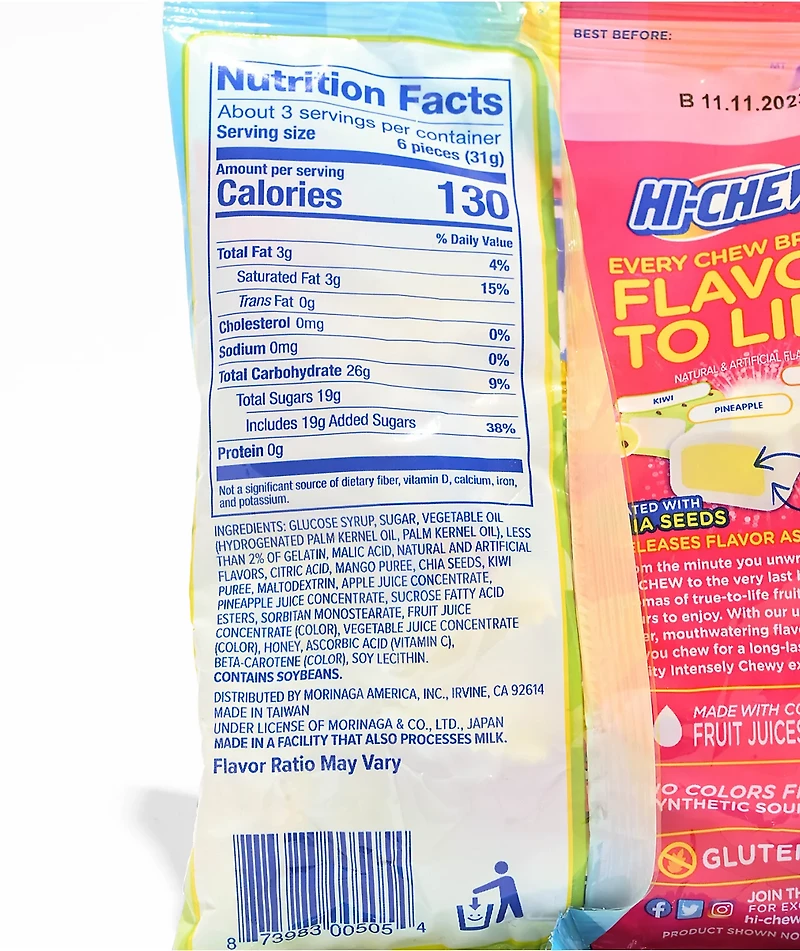 Nutrition Facts
About 3 servings per container
Serving size 6 pieces (31g)
Amount per serving
Calories 130
% Daily Value
Total Fat 3g 4%
Saturated Fat 3g 15%
Trans Fat 0g
Cholesterol 0mg 0%
Sodium 0mg 0%
Total Carbohydrate 26g 9%
Total Sugars 19g
Includes 19g Added Sugars 38%
Protein 0g
Not a significant source of dietary fiber, vitamin D, calcium, iron,
and potassium.
INGREDIENTS: GLUCOSE SYRUP, SUGAR, VEGETABLE OIL
(HYDROGENATED PALM KERNEL OIL, PALM KERNEL OIL), LESS
THAN 2% OF GELATIN, MALIC ACID, NATURAL AND ARTIFICIAL
FLAVORS, CITRIC ACID, MANGO PUREE, CHIA SEEDS, KIWI
PUREE, MALTODEXTRIN, APPLE JUICE CONCENTRATE,
PINEAPPLE JUICE CONCENTRATE, SUCROSE FATTY ACID
ESTERS, SORBITAN MONOSTEARATE, FRUIT JUICE
CONCENTRATE (COLOR), VEGETABLE JUICE CONCENTRATE
(COLOR), HONEY, ASCORBIC ACID (VITAMIN C),
BETA-CAROTENE (COLOR), SOY LECITHIN.
CONTAINS SOYBEANS.
DISTRIBUTED BY MORINAGA AMERICA, INC., IRVINE, CA 92614
MADE IN TAIWAN
UNDER LICENSE OF MORINAGA & CO., LTD., JAPAN
MADE IN A FACILITY THAT ALSO PROCESSES MILK.
Flavor Ratio May Vary
8 73983 00505 4
BEST BEFORE:
B 11.11.202
HI-CHEW
EVERY CHEW
FLAVO
TO LI
NATURAL & ARTIFICIAL
KIWI
PINEAPPLE
TED WITH
IA SEEDS
ELEASES FLAVOR AS
om the minute you unwr
CHEW to the very last
mas of true-to-life fruit
rs to enjoy. With our u
er, mouthwatering flav
ou chew for a long-las
ity Intensely Chewy ex
MADE WITH CO
FRUIT JUICES
O COLORS F
YNTHETIC SOU
GLUTE
JOIN TH
FOR EX
hi-chew
PRODUCT SHOWN NO